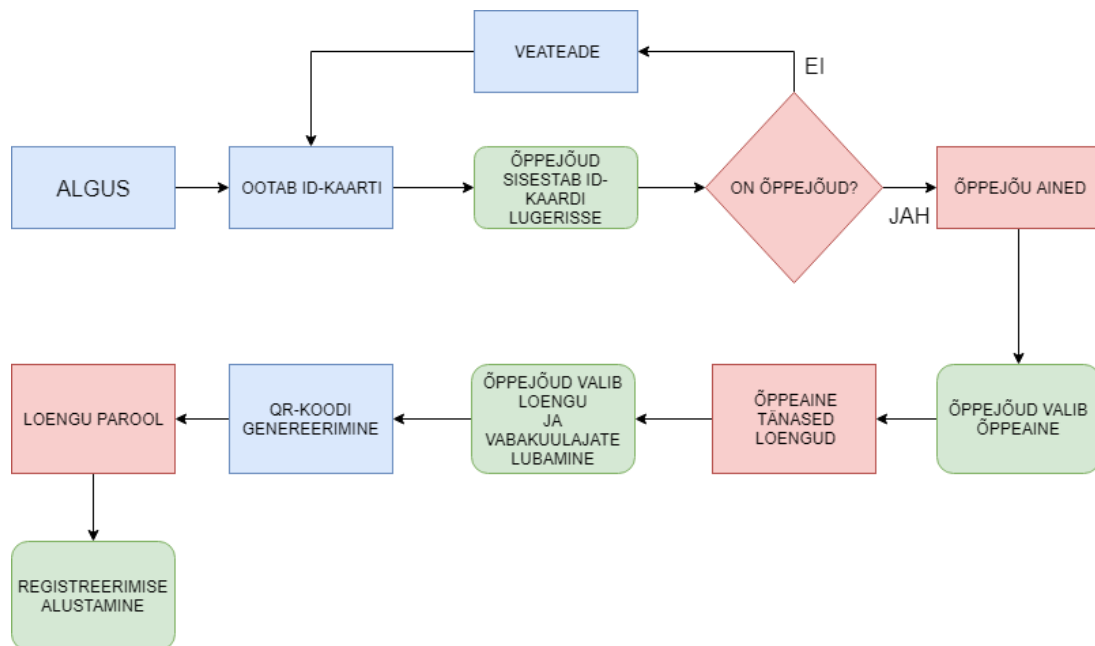 VEATEADE
EI
ALGUS
OOTAB ID-KAARTI
ÕPPEJÕUD
SISESTAB ID-
KAARDI
LUGERISSE
ON ÕPPEJÕUD?
JAH
ÕPPEJÕU AINED
LOENGU PAROOL
QR-KOODI
GENEREERIMINE
ÕPPEJÕUD VALIB
LOENGU
JA
VABAKUULAJATE
LUBAMINE
ÕPPEAINE
TÄNASED
LOENGUD
ÕPPEJÕUD VALIB
ÕPPEAINE
REGISTREERIMISE
ALUSTAMINE